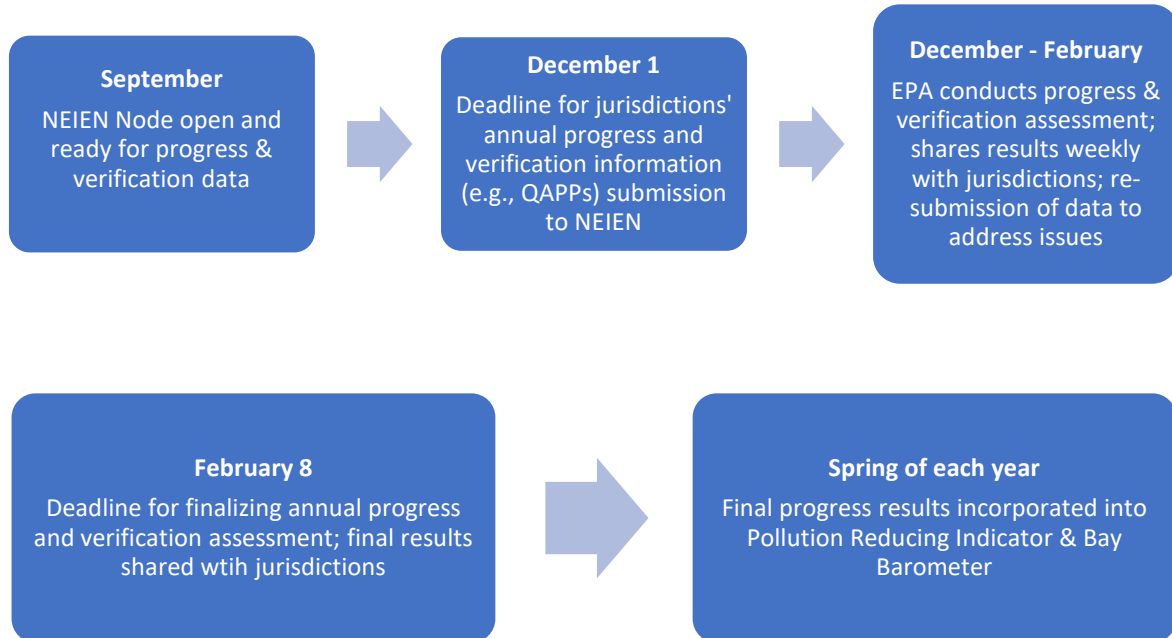 September
NEIEN Node open and
ready for progress &
verification data
December 1
Deadline for jurisdictions'
annual progress and
verification information
(e.g., QAPPs) submission
to NEIEN
December - February
EPA conducts progress &
verification assessment;
shares results weekly
with jurisdictions; re-
submission of data to
address issues
February 8
Deadline for finalizing annual progress
and verification assessment; final results
shared wtih jurisdictions
Spring of each year
Final progress results incorporated into
Pollution Reducing Indicator & Bay
Barometer